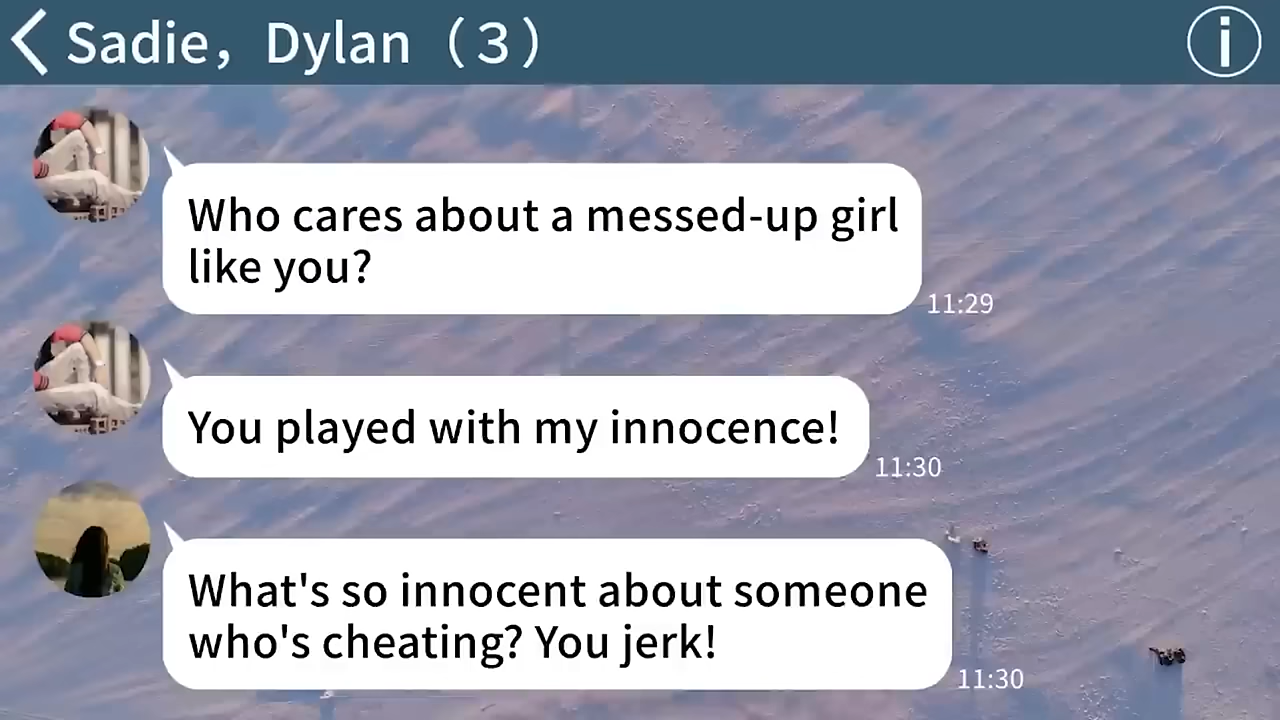 Sadie，Dylan（3）
Who cares about a messed-up girl
like you?
11:29
You played with my innocence!
11:30
What's so innocent about someone
who's cheating? You jerk!
11:30